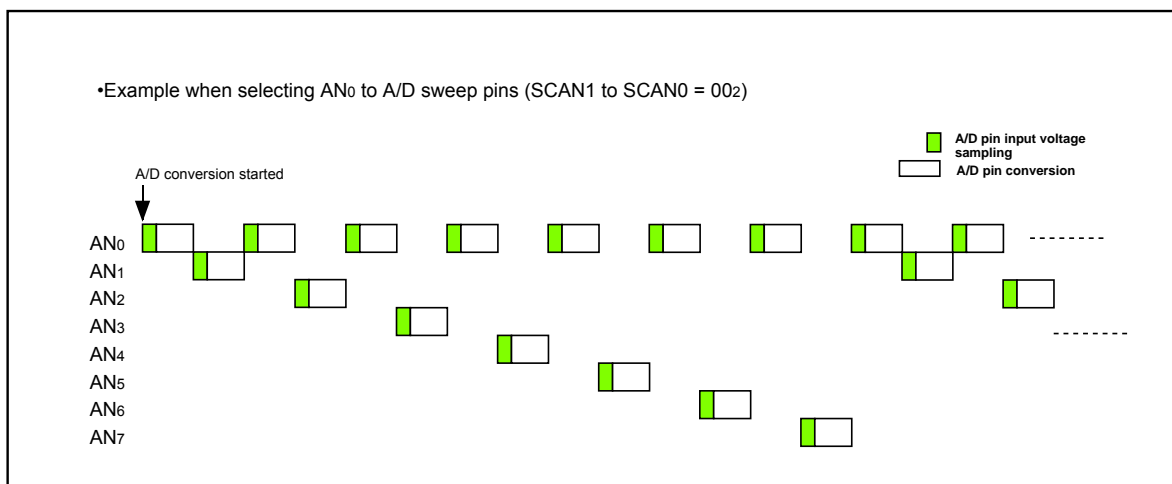 •Example when selecting AN0 to A/D sweep pins (SCAN1 to SCAN0 = 002)
A/D pin input voltage
sampling
A/D pin conversion
A/D conversion started
AN0
AN1
AN2
AN3
AN4
AN5
AN6
AN7